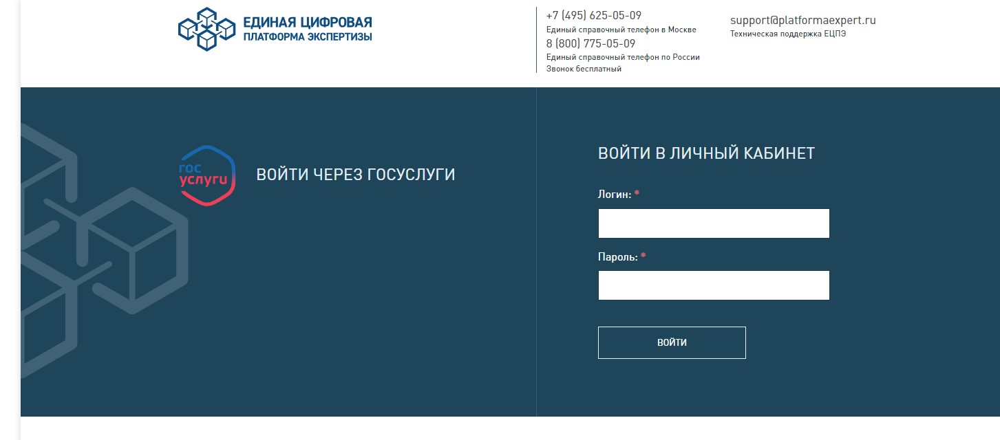 ЕДИНАЯ ЦИФРОВАЯ
ПЛАТФОРМА ЭКСПЕРТИЗЫ
+7 (495) 625-05-09
Единый справочный телефон в Москве
8 (800) 775-05-09
Единый справочный телефон по России
Звонок бесплатный
support@platformaexpert.ru
Техническая поддержка ЕЦПЭ
гос
услуги
ВОЙТИ ЧЕРЕЗ ГОСУСЛУГИ
ВОЙТИ В ЛИЧНЫЙ КАБИНЕТ
Логин: *
Пароль: *
ВОЙТИ